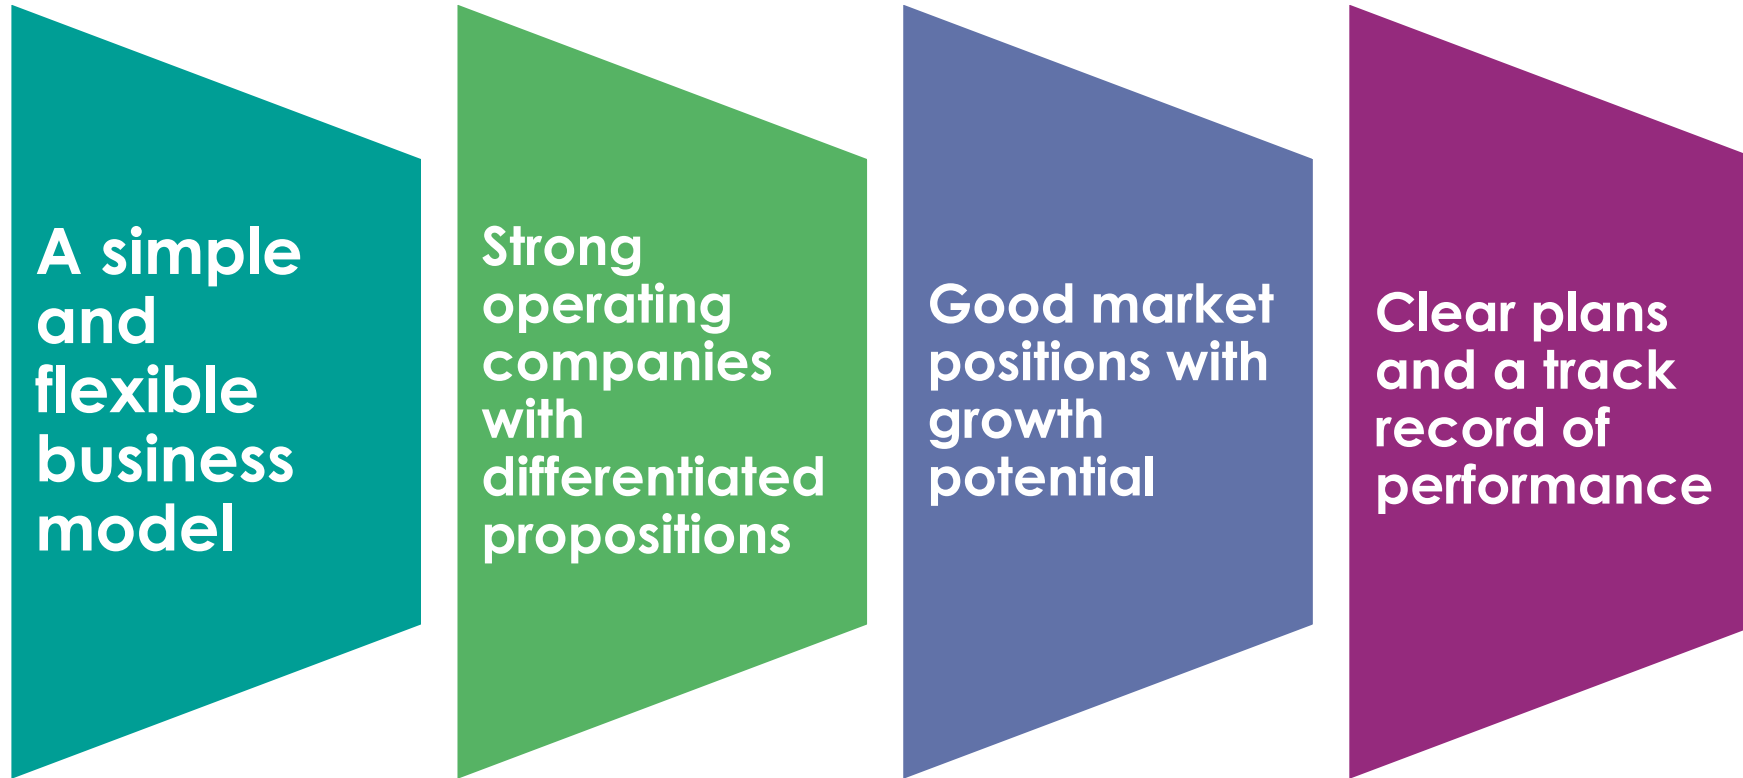 A simple
and
flexible
business
model
Strong
operating
companies
with
differentiated
propositions
Good market
positions with
growth
potential
Clear plans
and a track
record of
performance